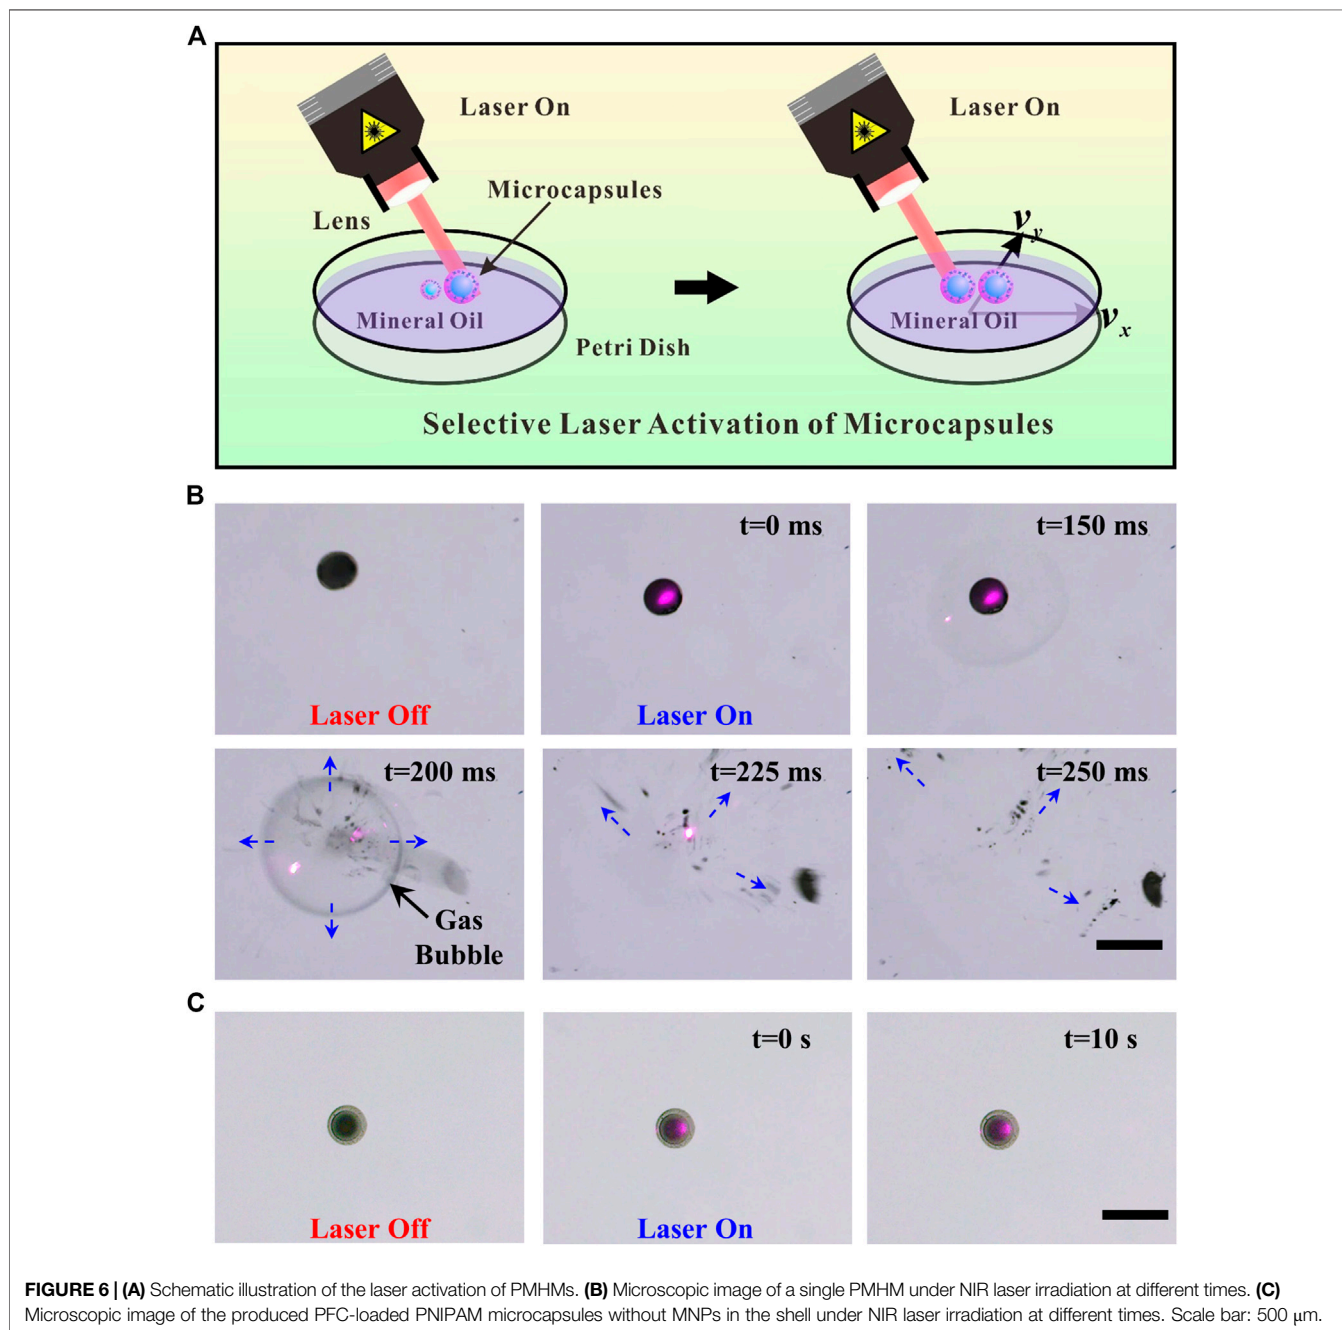 A
Laser On
Laser On
Microcapsules
Lens
v y
Mineral Oil
Mineral Oil
v x
Petri Dish
Selective Laser Activation of Microcapsules
B
t=0 ms
t=150 ms
Laser Off
Laser On
t=200 ms
t=225 ms
t=250 ms
Gas
Bubble
C
t=0 s
t=10 s
Laser Off
Laser On
FIGURE 6 | (A) Schematic illustration of the laser activation of PMHMs. (B) Microscopic image of a single PMHM under NIR laser irradiation at different times. (C)
Microscopic image of the produced PFC-loaded PNIPAM microcapsules without MNPs in the shell under NIR laser irradiation at different times. Scale bar: 500 μm.